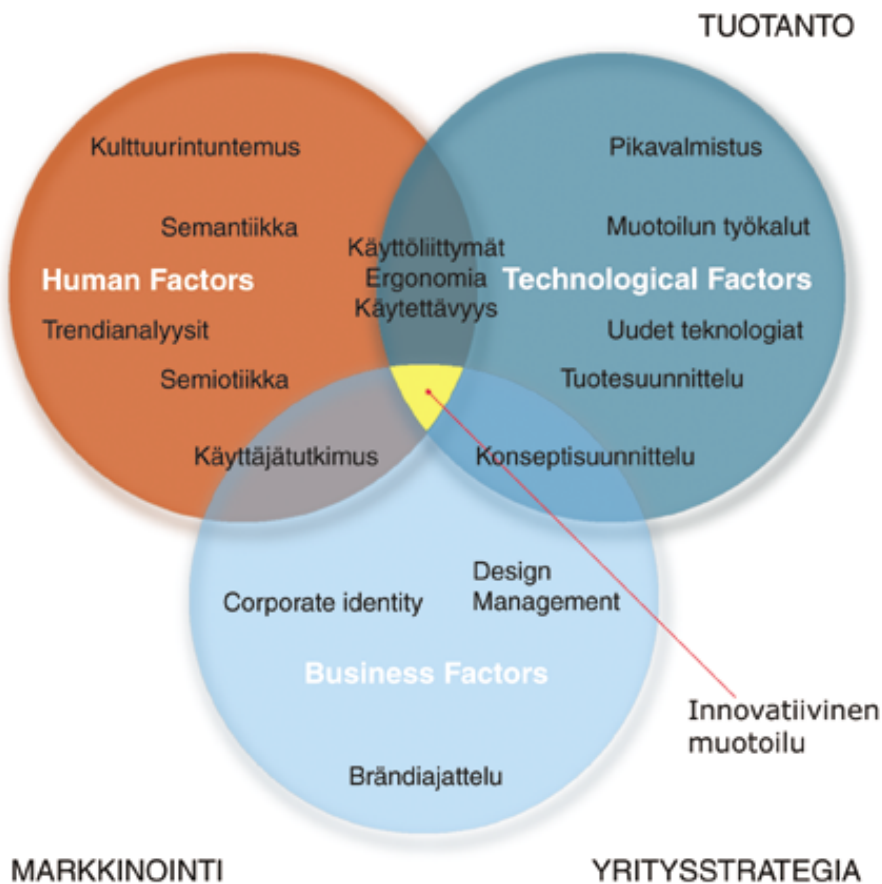 TUOTANTO
Kulttuurintuntemus
Pikavalmistus
Semantiikka
Muotoilun työkalut
Käyttöliittymät
Ergonomia
Käytettävyys
Human Factors
Technological Factors
Trendianalyysit
Uudet teknologiat
Semiotiikka
Tuotesuunnittelu
Käyttäjätutkimus
Konseptisuunnittelu
Corporate identity
Design
Management
Business Factors
Innovatiivinen
muotoilu
Brändiajattelu
MARKKINOINTI
YRITYSSTRATEGIA